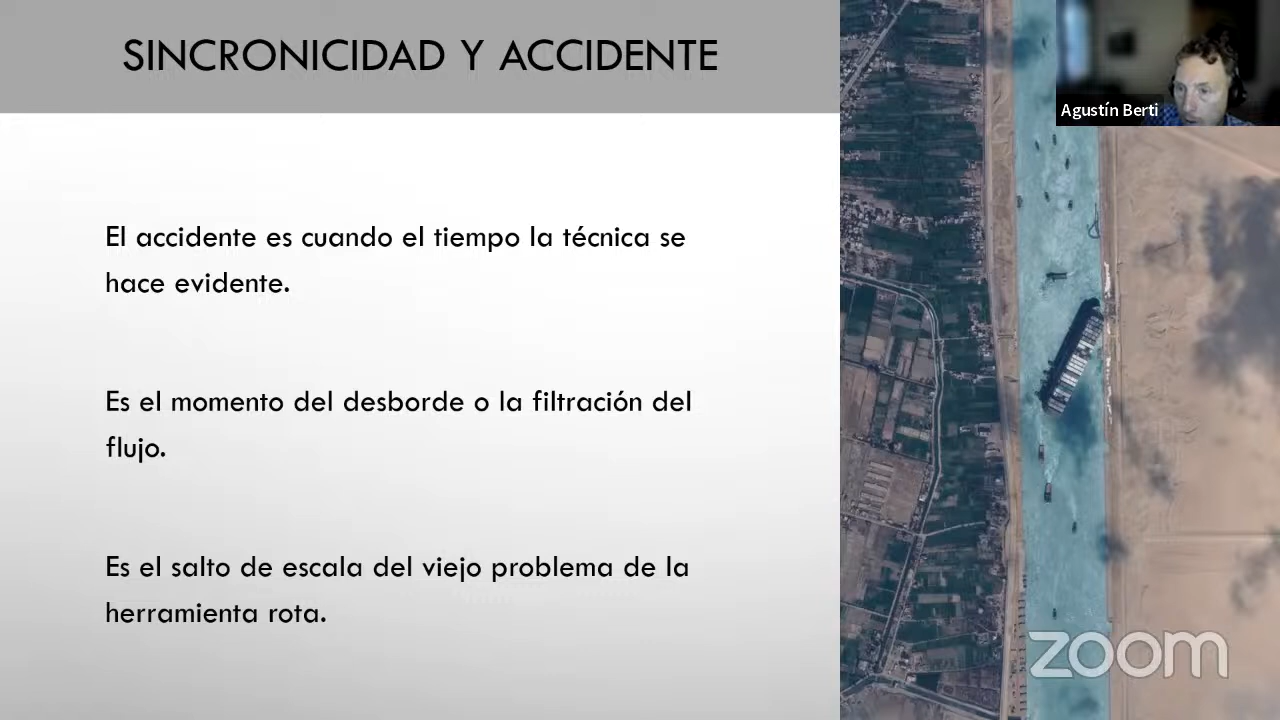 SINCRONICIDAD Y ACCIDENTE
Agustín Berti
El accidente es cuando el tiempo la técnica se
hace evidente.
Es el momento del desborde o la filtración del
flujo.
Es el salto de escala del viejo problema de la
herramienta rota.
zoom